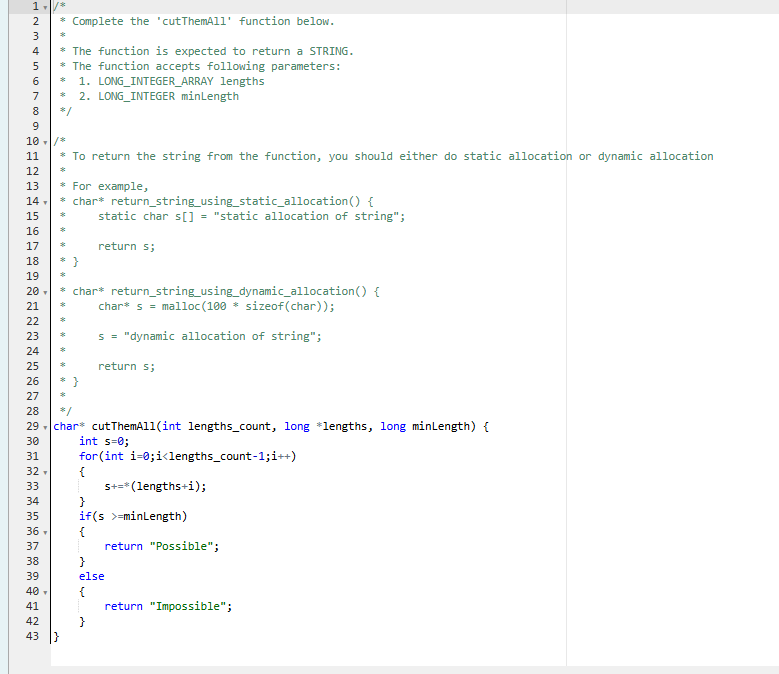 1 /*
2  * Complete the 'cutThemAll' function below.
3  *
4  * The function is expected to return a STRING.
5  * The function accepts following parameters:
6  *  1. LONG_INTEGER_ARRAY lengths
7  *  2. LONG_INTEGER minLength
8  */
9
10 /*
11  * To return the string from the function, you should either do static allocation or dynamic allocation
12  *
13  * For example,
14  * char* return_string_using_static_allocation() {
15  *     static char s[] = "static allocation of string";
16  *
17  *     return s;
18  * }
19  *
20  * char* return_string_using_dynamic_allocation() {
21  *     char* s = malloc(100 * sizeof(char));
22  *
23  *     s = "dynamic allocation of string";
24  *
25  *     return s;
26  * }
27  *
28  */
29 char* cutThemAll(int lengths_count, long *lengths, long minLength) {
30     int s=0;
31     for(int i=0;i<lengths_count-1;i++)
32     {
33         s+=*(lengths+i);
34     }
35     if(s >=minLength)
36     {
37         return "Possible";
38     }
39     else
40     {
41         return "Impossible";
42     }
43 }